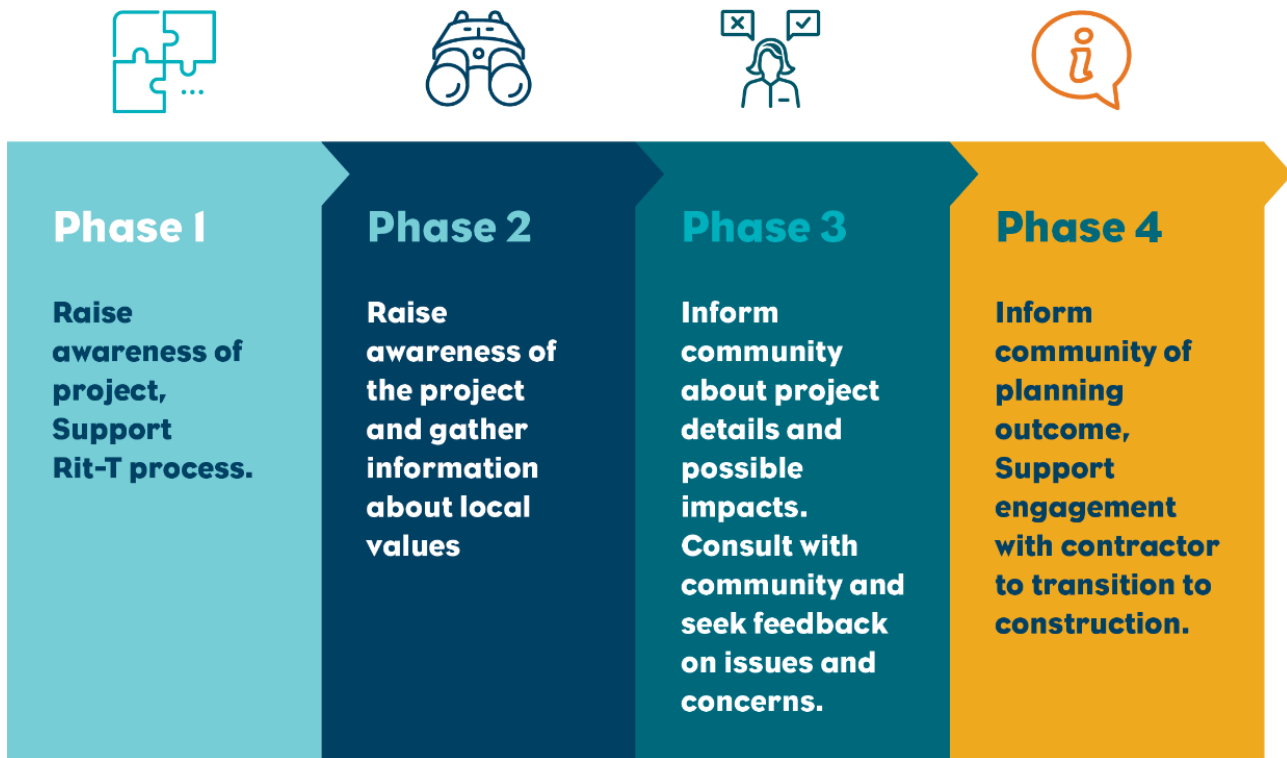 Phase 1
Raise
awareness of
project,
Support
Rit-T process.
Phase 2
Raise
awareness of
the project
and gather
information
about local
values
Phase 3
Inform
community
about project
details and
possible
impacts.
Consult with
community and
seek feedback
on issues and
concerns.
Phase 4
Inform
community of
planning
outcome,
Support
engagement
with contractor
to transition to
construction.